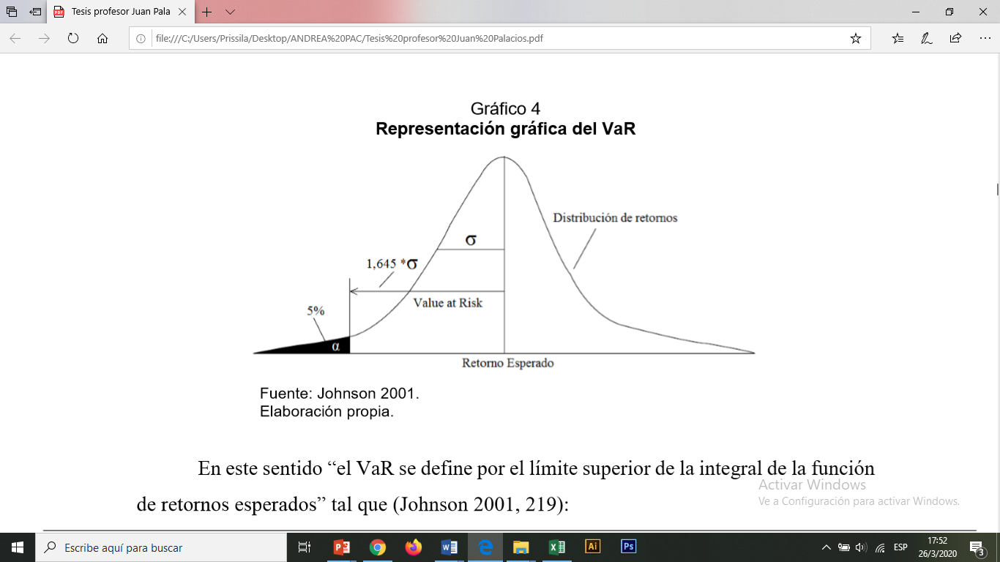 Tesis profesor Juan Pala
file:///C:/Users/Prissila/Desktop/ANDREA%20PAC/Tesis%20profesor%20Juan%20Palacios.pdf
Gráfico 4
Representación gráfica del VaR
Distribución de retornos
σ
1,645 *σ
Value at Risk
5%
α
Retorno Esperado
Fuente: Johnson 2001.
Elaboración propia.
En este sentido “el VaR se define por el límite superior de la integral de la función
de retornos esperados” tal que (Johnson 2001, 219):
Activar Windows
Ve a Configuración para activar Windows.
Escribe aquí para buscar
Ai
Ps
ESP
17:52
26/3/2020
3